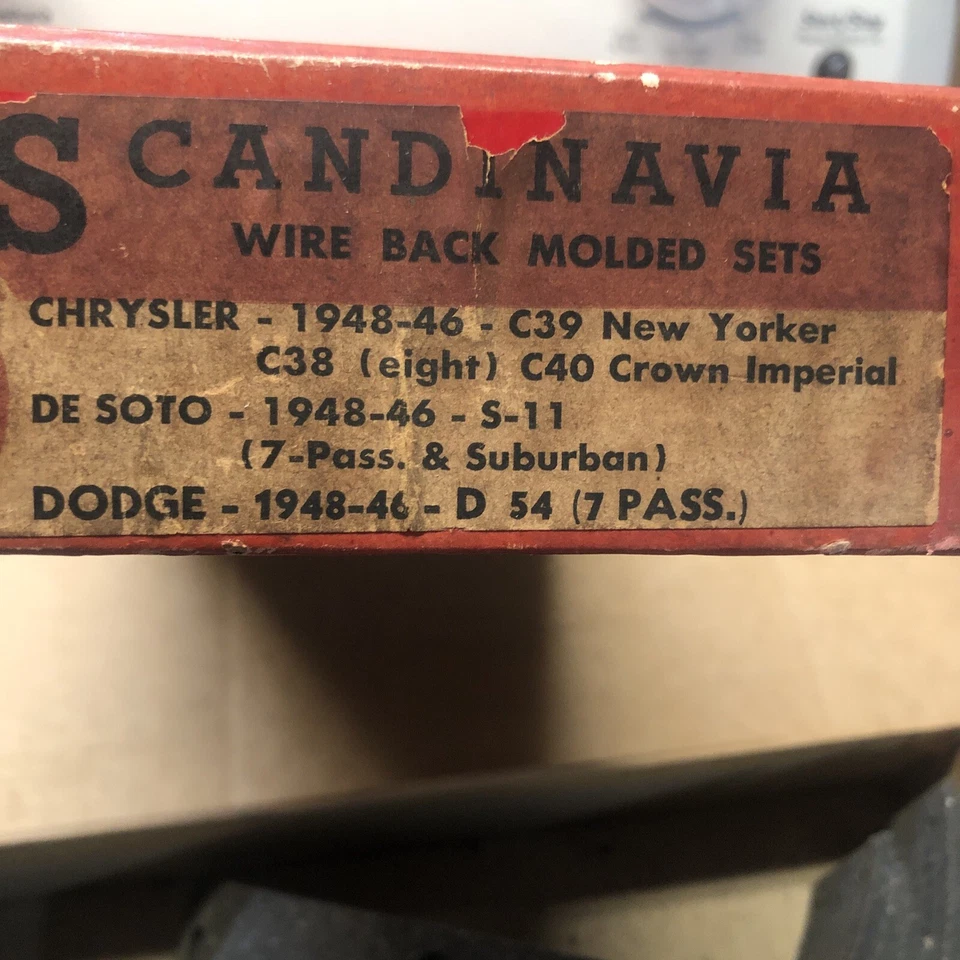 SCANDINAVIA
WIRE BACK MOLDED SETS
CHRYSLER - 1948-46 - C39 New Yorker
C38 (eight) C40 Crown Imperial
DE SOTO - 1948-46 - S-11
(7-Pass. & Suburban)
DODGE - 1948-46 - D 54 (7 PASS.)